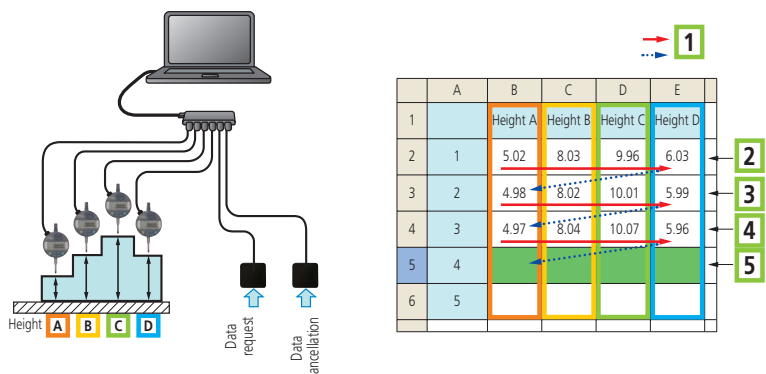 Height A B C D
Data
request
Data
ancellation
1
A B C D E
1 Height A Height B Height C Height D
2 1 5.02 8.03 9.96 6.03 2
3 2 4.98 8.02 10.01 5.99 3
4 3 4.97 8.04 10.07 5.96 4
5 4 5
6 5